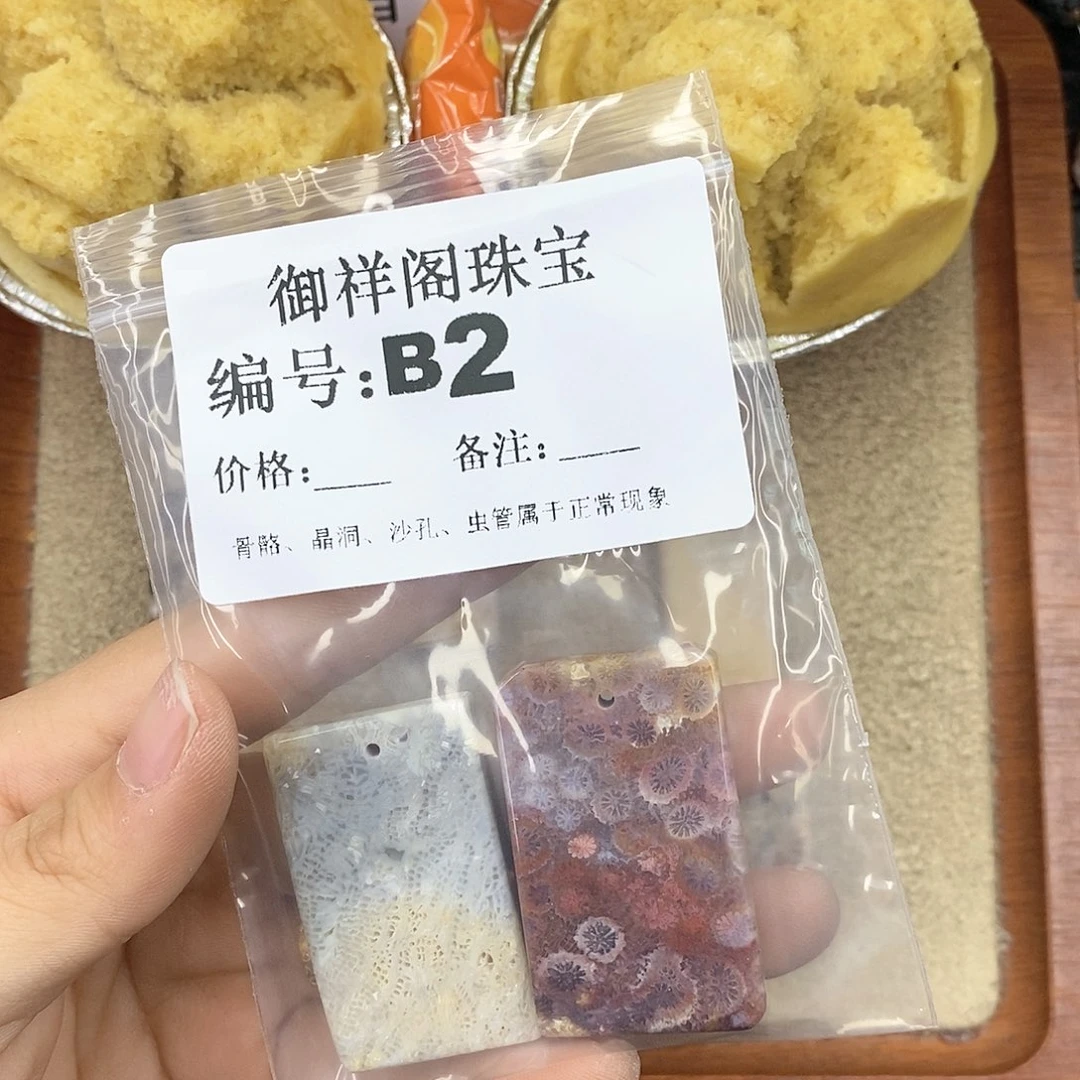 御祥阁珠宝
编号:B2
价格:____ 备注:____
骨骼、晶洞、沙孔、虫管属于正常现象